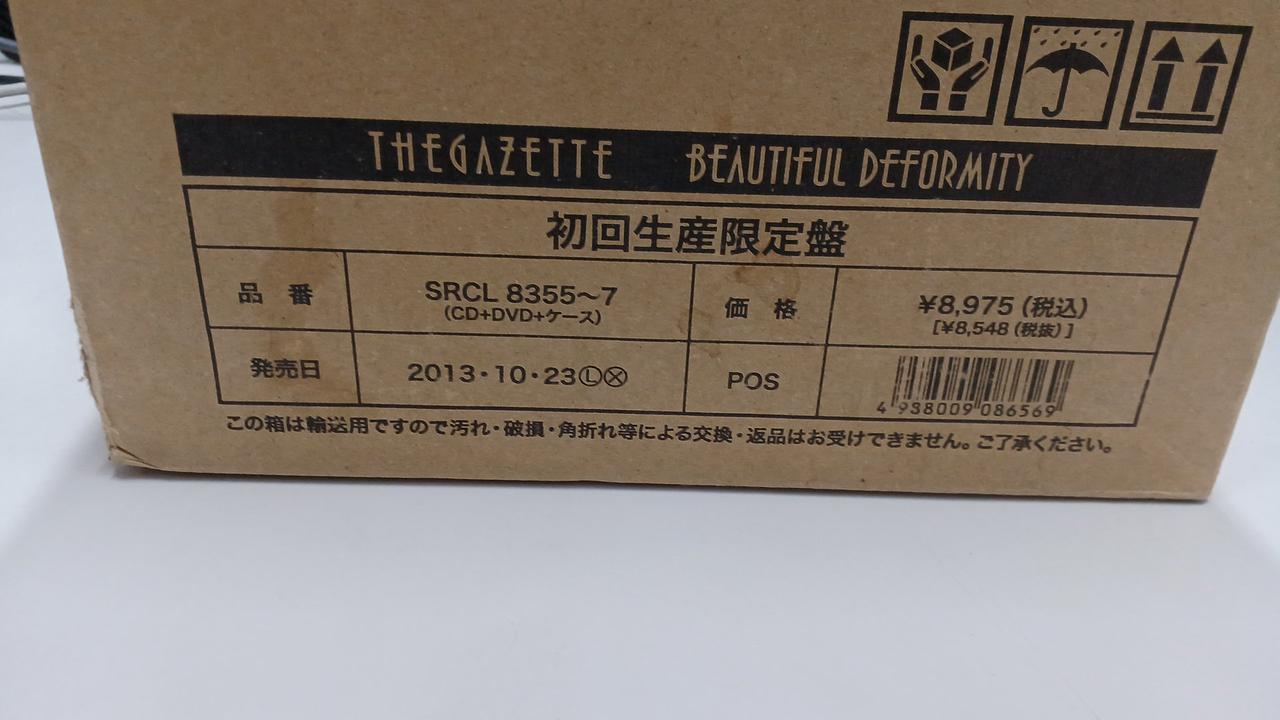 THEGAZETTE BEAUTIFUL DEFORMITY
初回生産限定盤
品 番 SRCL 8355~7 価 格 ¥8,975(税込)
(CD+DVD+ケース) [¥8,548(税抜)]
発売日 2013・10・23ⓁⓍ POS
4 938009 086569
この箱は輸送用ですので汚れ・破損・角折れ等による交換・返品はお受けできません。ご了承ください。